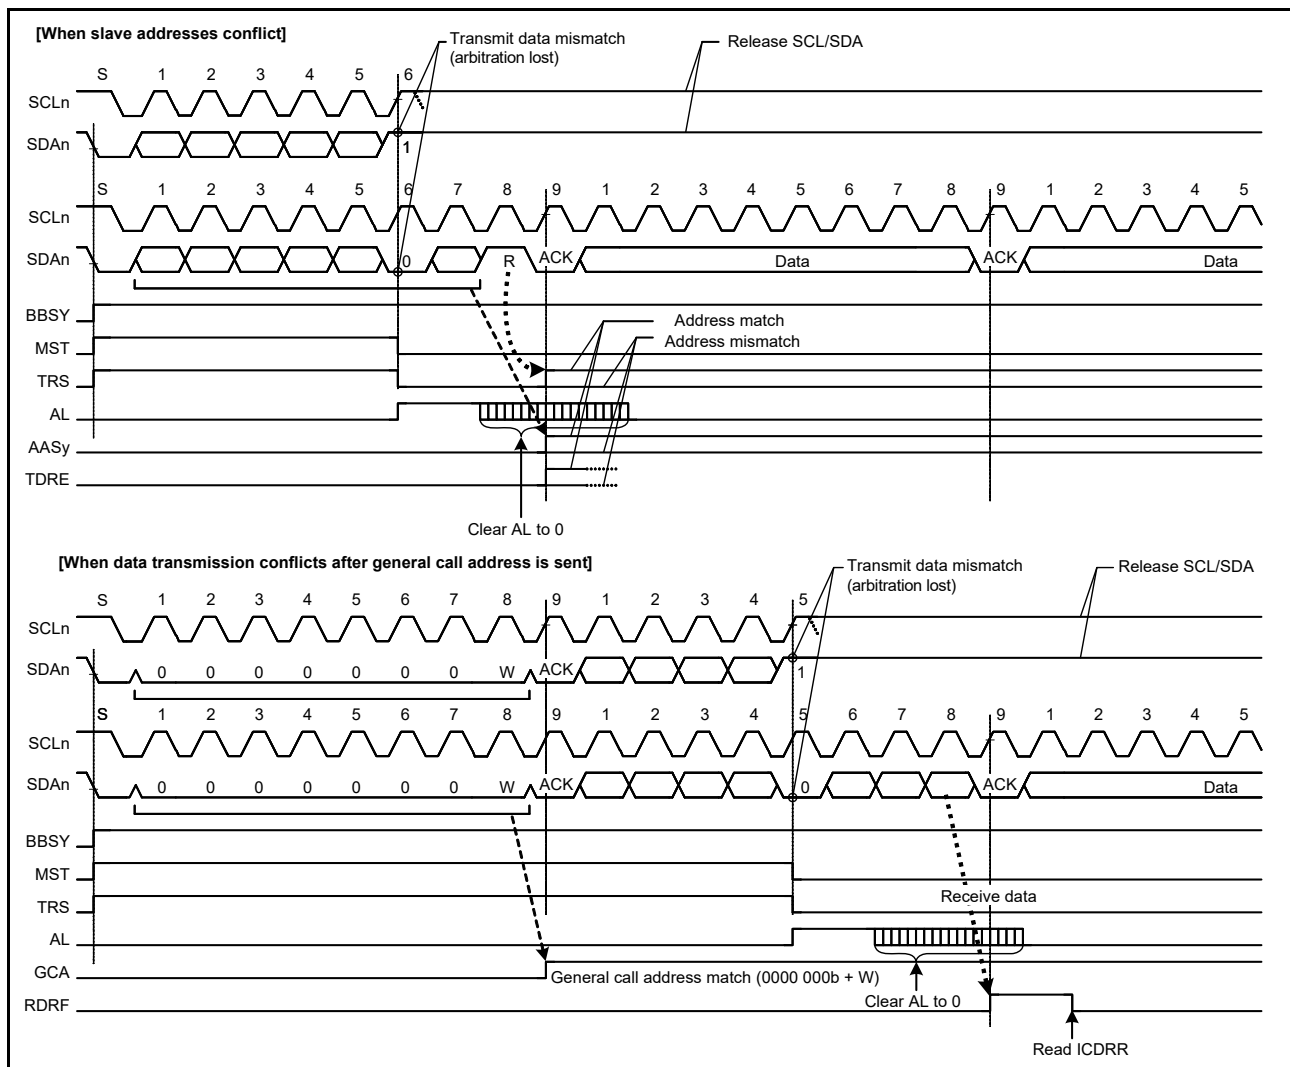 [When slave addresses conflict]
Transmit data mismatch
(arbitration lost)
Release SCL/SDA
S 1 2 3 4 5 6
SCLn
SDAn
1
S 1 2 3 4 5 6 7 8 9 1 2 3 4 5 6 7 8 9 1 2 3 4 5
SCLn
SDAn 0 R ACK Data ACK Data
BBSY
Address match
MST
Address mismatch
TRS
AL
AASy
TDRE
Clear AL to 0
[When data transmission conflicts after general call address is sent]
Transmit data mismatch
(arbitration lost)
Release SCL/SDA
S 1 2 3 4 5 6 7 8 9 1 2 3 4 5
SCLn
SDAn 0 0 0 0 0 0 0 W ACK 1
S 1 2 3 4 5 6 7 8 9 1 2 3 4 5 6 7 8 9 1 2 3 4 5
SCLn
SDAn 0 0 0 0 0 0 0 W ACK 0 ACK Data
BBSY
MST
Receive data
TRS
AL
GCA
General call address match (0000 000b + W)
Clear AL to 0
RDRF
Read ICDRR